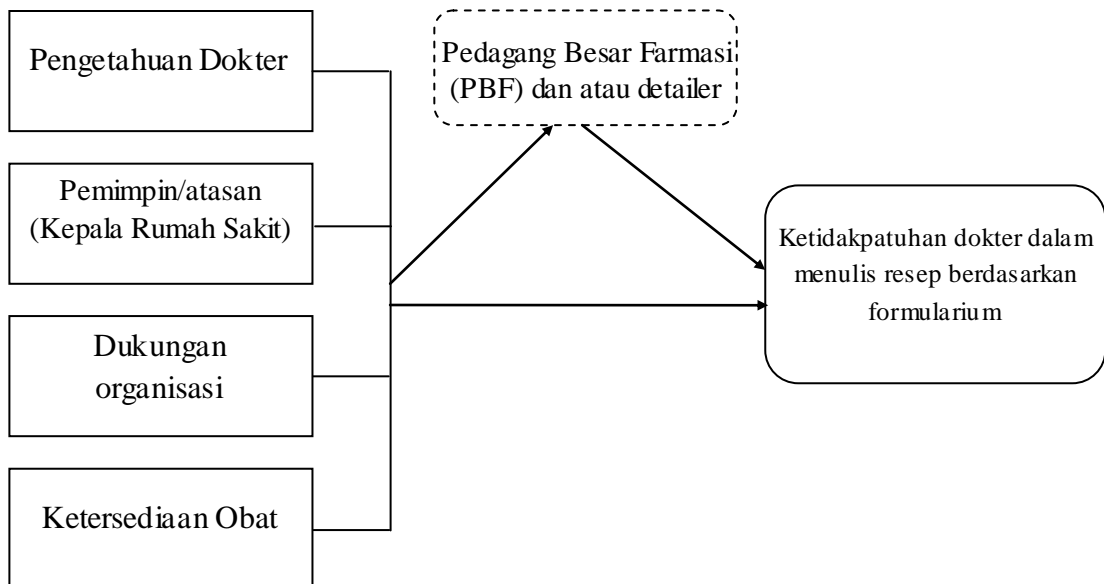 Pengetahuan Dokter
Pemimpin/atasan
(Kepala Rumah Sakit)
Dukungan
organisasi
Ketersediaan Obat
Pedagang Besar Farmasi
(PBF) dan atau detailer
Ketidakpatuhan dokter dalam
menulis resep berdasarkan
formularium